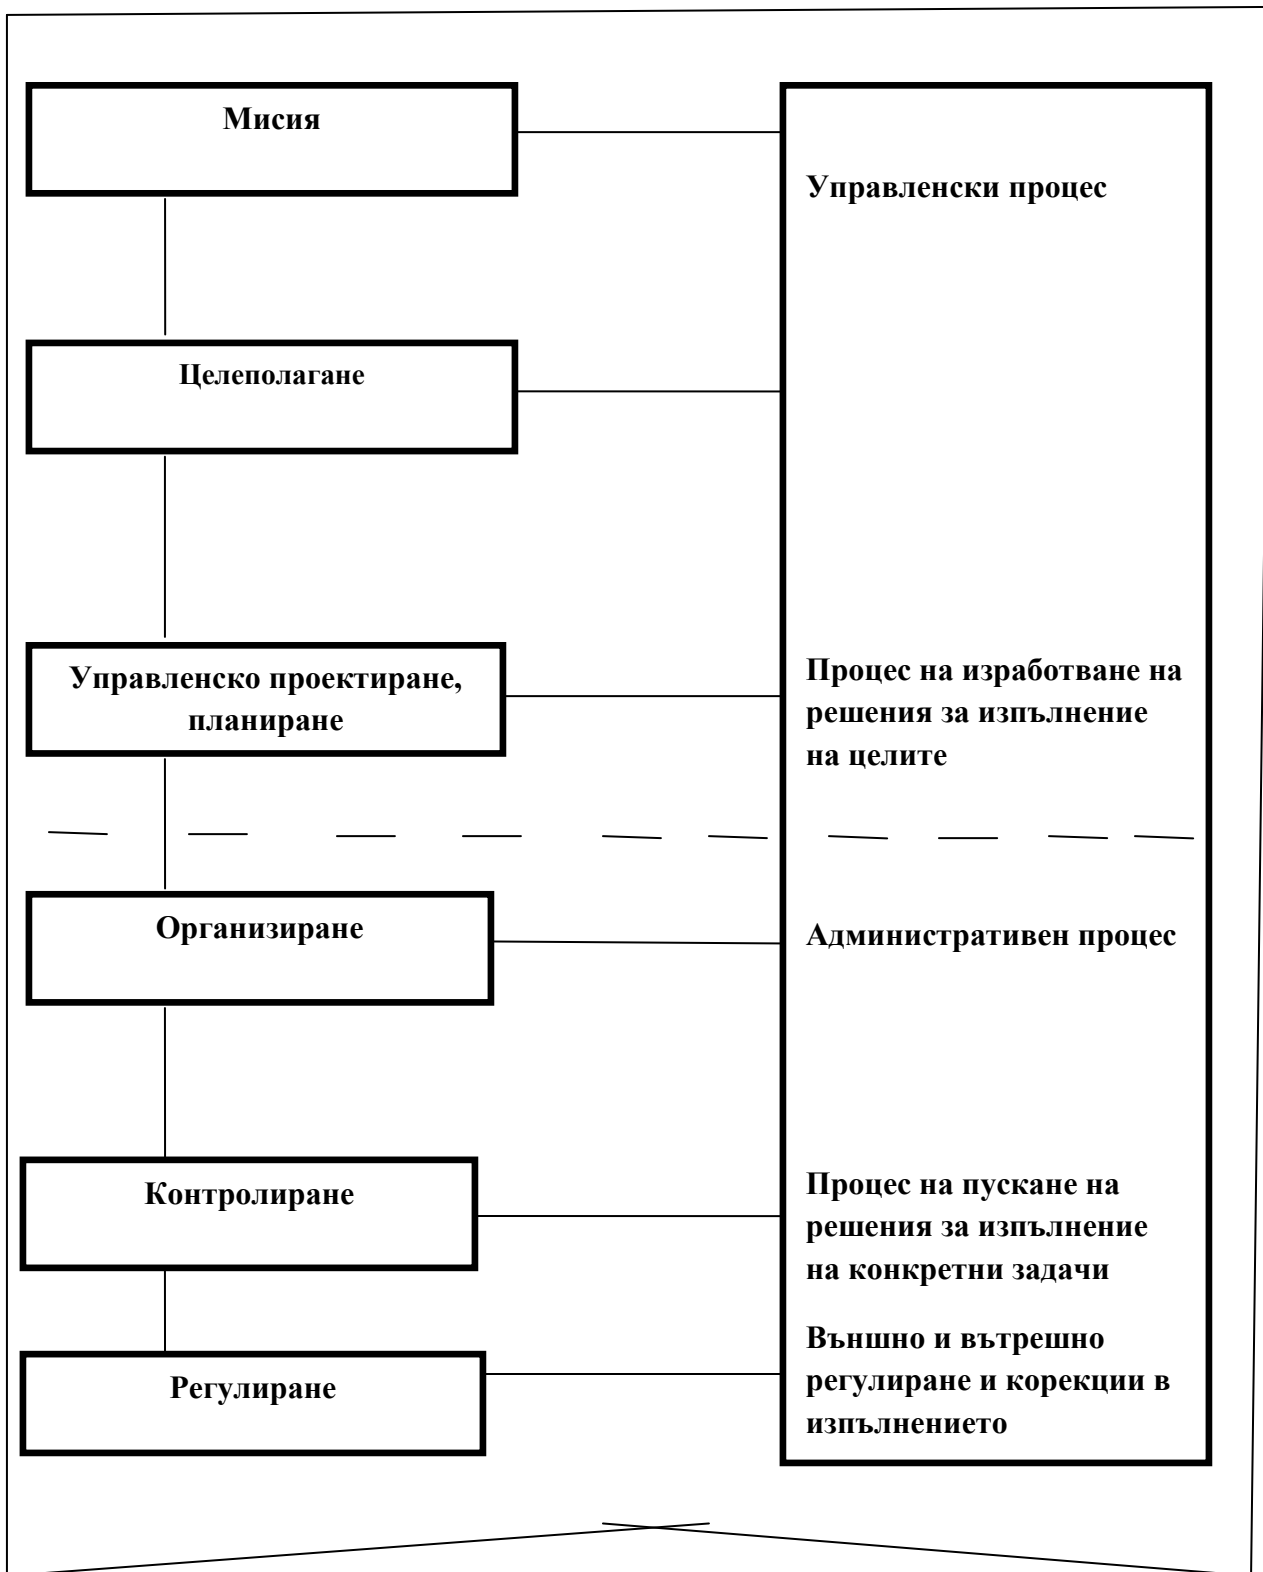 Мисия
Управленски процес
Целеполагане
Управленско проектиране,
планиране
Процес на изработване на
решения за изпълнение
на целите
Организиране
Административен процес
Контролиране
Процес на пускане на
решения за изпълнение
на конкретни задачи
Регулиране
Външно и вътрешно
регулиране и корекции в
изпълнението